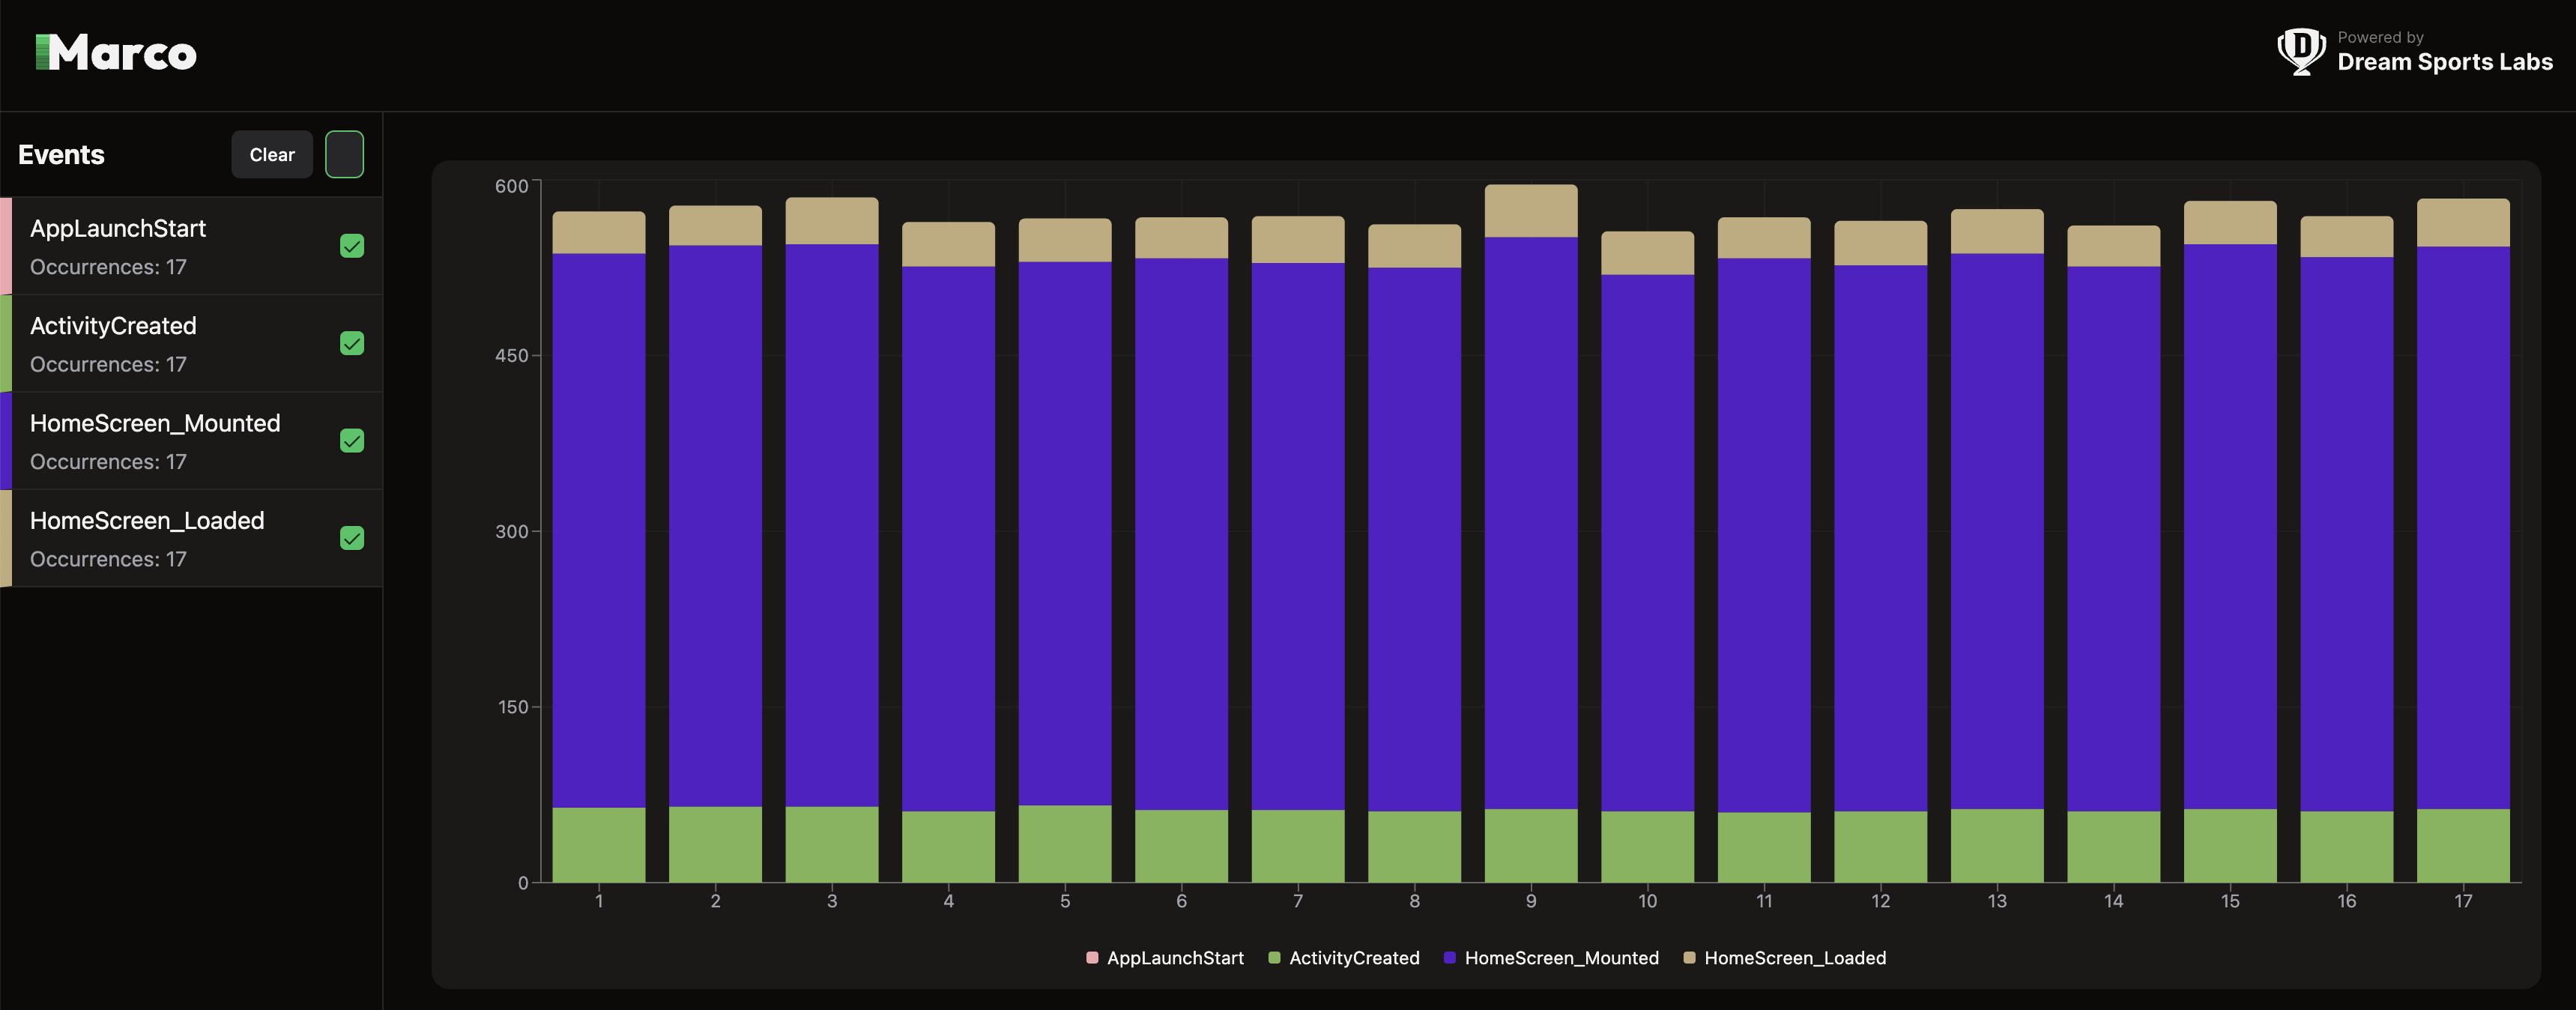 Marco
Powered by
Dream Sports Labs
Events
Clear
AppLaunchStart
Occurrences: 17
ActivityCreated
Occurrences: 17
HomeScreen_Mounted
Occurrences: 17
HomeScreen_Loaded
Occurrences: 17
600
450
300
150
0
1 2 3 4 5 6 7 8 9 10 11 12 13 14 15 16 17
AppLaunchStart ActivityCreated HomeScreen_Mounted HomeScreen_Loaded